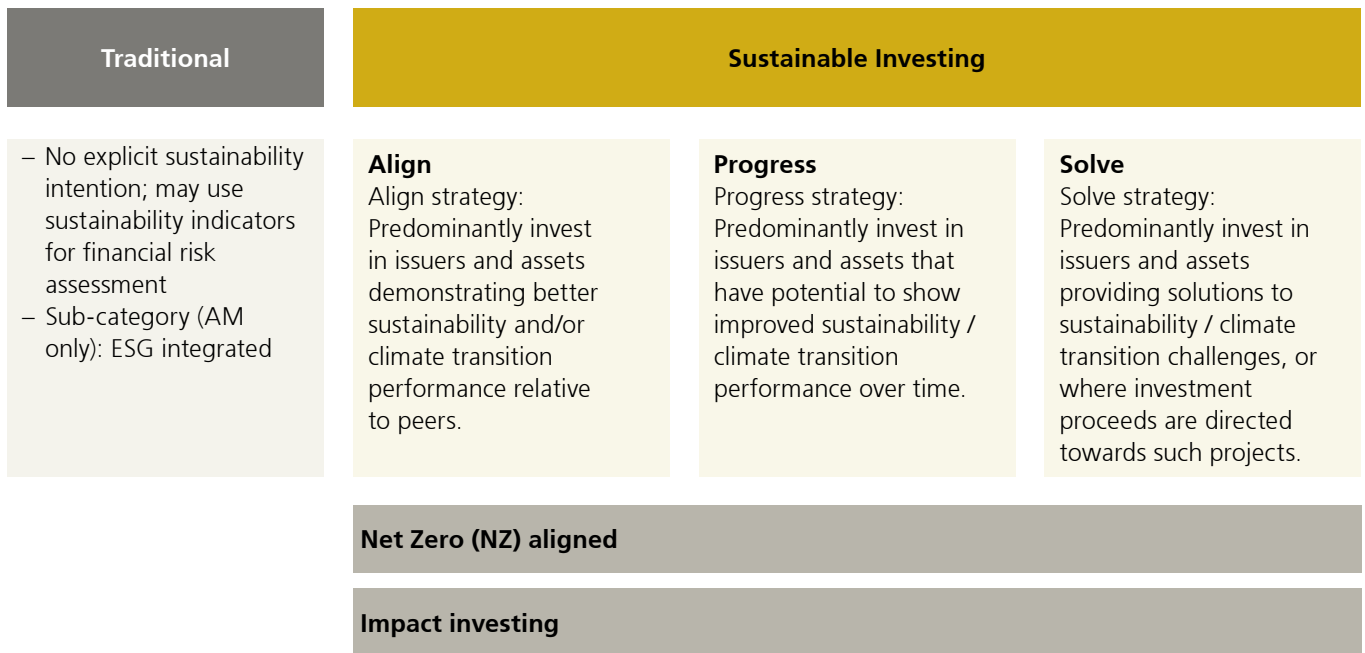 Traditional
Sustainable Investing
– No explicit sustainability
intention; may use
sustainability indicators
for financial risk
assessment
– Sub-category (AM
only): ESG integrated
Align
Align strategy:
Predominantly invest
in issuers and assets
demonstrating better
sustainability and/or
climate transition
performance relative
to peers.
Progress
Progress strategy:
Predominantly invest in
issuers and assets that
have potential to show
improved sustainability /
climate transition
performance over time.
Solve
Solve strategy:
Predominantly invest in
issuers and assets
providing solutions to
sustainability / climate
transition challenges, or
where investment
proceeds are directed
towards such projects.
Net Zero (NZ) aligned
Impact investing